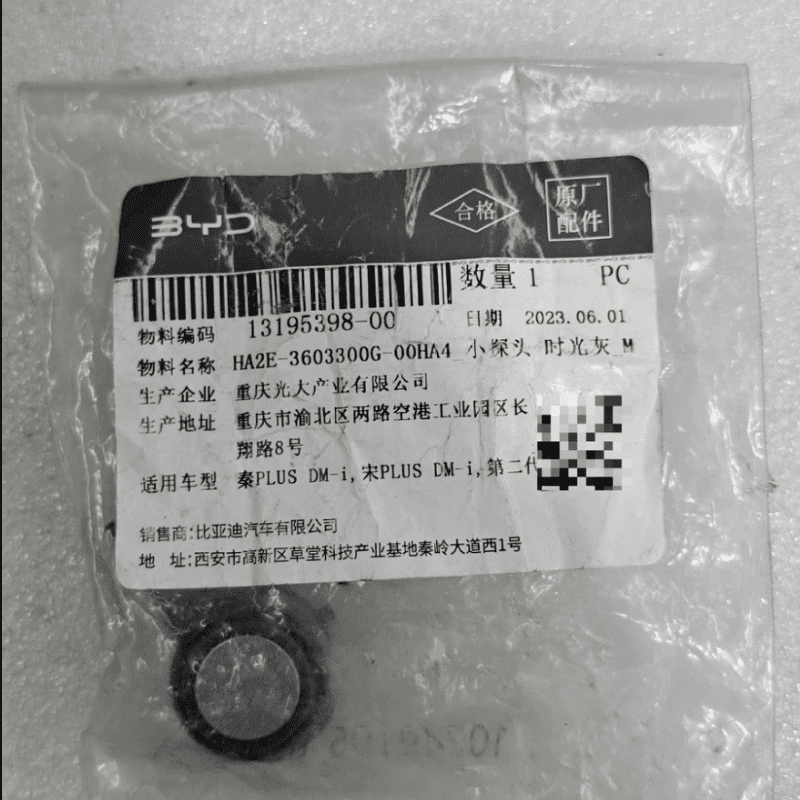 BYD
合格
原厂
配件
数量 1 PC
物料编码 13195398-00
日期 2023.06.01
物料名称 HA2E-3603300G-00HA4 小探头 时光灰_M
生产企业 重庆光大产业有限公司
生产地址 重庆市渝北区两路空港工业园区长
翔路8号
适用车型 秦PLUS DM-i,宋PLUS DM-i,第二代
销售商:比亚迪汽车有限公司
地 址:西安市高新区草堂科技产业基地秦岭大道西1号